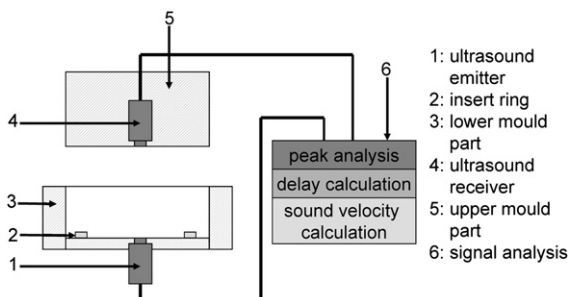 5
6
4
3
2
1
peak analysis
delay calculation
sound velocity
calculation
1: ultrasound
emitter
2: insert ring
3: lower mould
part
4: ultrasound
receiver
5: upper mould
part
6: signal analysis